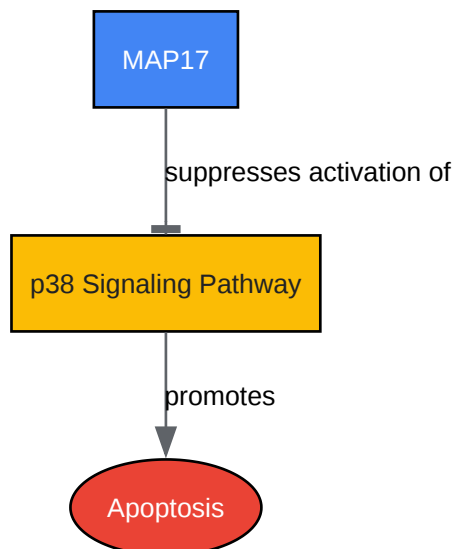 MAP17
suppresses activation of
p38 Signaling Pathway
promotes
Apoptosis